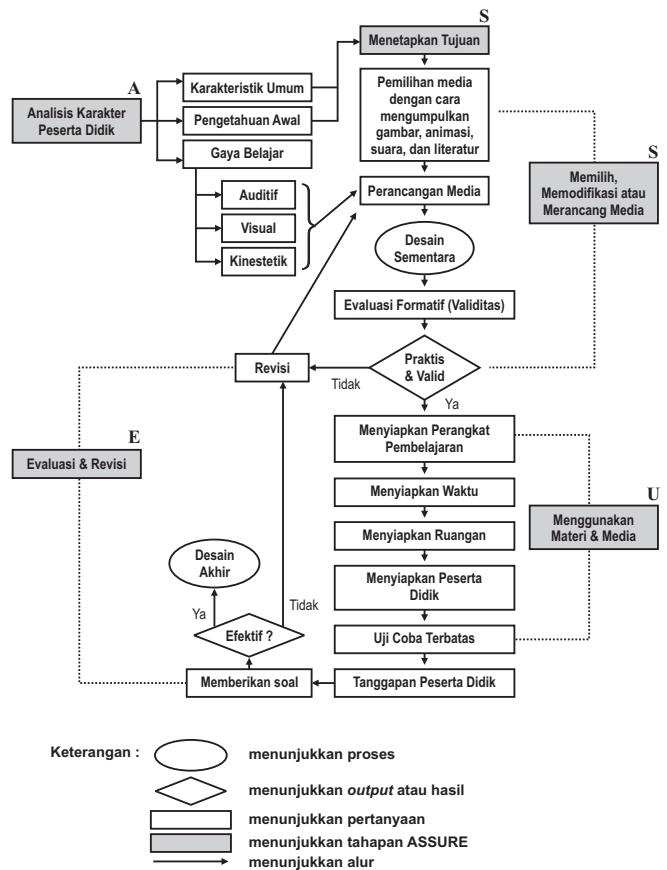 S
Menetapkan Tujuan
A
Analisis Karakter
Peserta Didik
Karakteristik Umum
Pengetahuan Awal
Gaya Belajar
Auditif
Visual
Kinestetik
Pemilihan media
dengan cara
mengumpulkan
gambar, animasi,
suara, dan literatur
S
Memilih,
Memodifikasi atau
Merancang Media
Perancangan Media
Desain
Sementara
Evaluasi Formatif (Validitas)
Praktis
& Valid
Tidak
Revisi
Ya
Menyiapkan Perangkat
Pembelajaran
E
Evaluasi & Revisi
Menyiapkan Waktu
U
Menggunakan
Materi & Media
Menyiapkan Ruangan
Menyiapkan Peserta
Didik
Desain
Akhir
Ya
Tidak
Efektif ?
Uji Coba Terbatas
Memberikan soal
Tanggapan Peserta Didik
Keterangan :
menunjukkan proses
menunjukkan output atau hasil
menunjukkan pertanyaan
menunjukkan tahapan ASSURE
menunjukkan alur